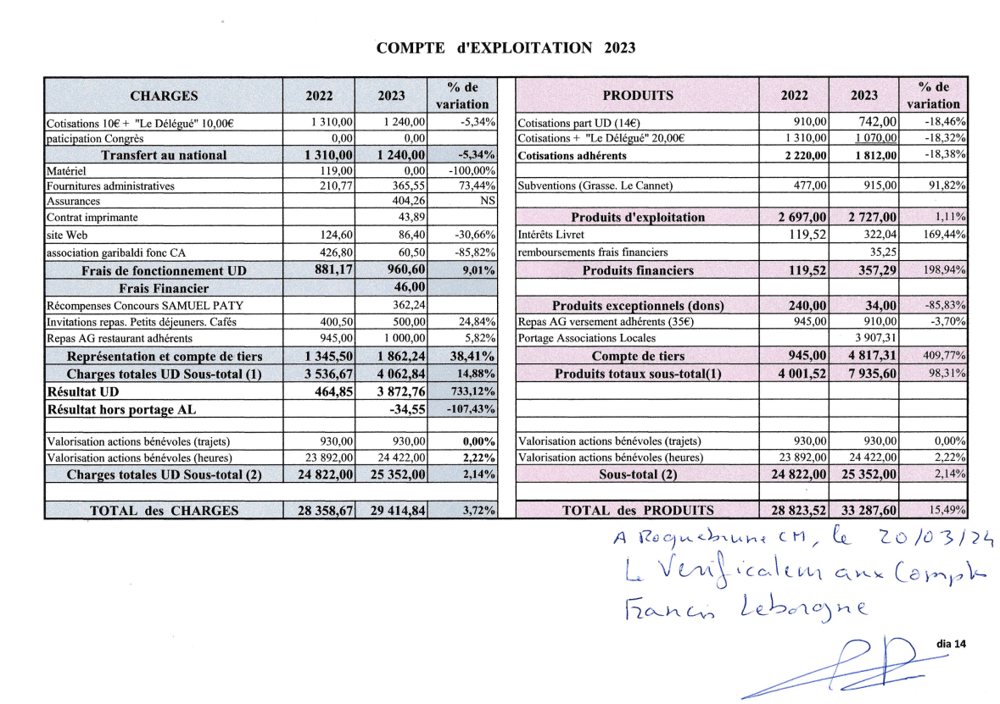 COMPTE d'EXPLOITATION 2023
CHARGES 2022 2023 % de variation PRODUITS 2022 2023 % de variation
Cotisations 10€ + "Le Délégué" 10,00€ 1 310,00 1 240,00 -5,34% Cotisations part UD (14€) 910,00 742,00 -18,46%
paticipation Congrès 0,00 0,00 Cotisations + "Le Délégué" 20,00€ 1 310,00 1 070,00 -18,32%
Transfert au national 1 310,00 1 240,00 -5,34% Cotisations adhérents 2 220,00 1 812,00 -18,38%
Matériel 119,00 0,00 -100,00%
Fournitures administratives 210,77 365,55 73,44% Subventions (Grasse. Le Cannet) 477,00 915,00 91,82%
Assurances 404,26 NS
Contrat imprimante 43,89 Produits d'exploitation 2 697,00 2 727,00 1,11%
site Web 124,60 86,40 -30,66% Intérêts Livret 119,52 322,04 169,44%
association garibaldi fonc CA 426,80 60,50 -85,82% remboursements frais financiers 35,25
Frais de fonctionnement UD 881,17 960,60 9,01% Produits financiers 119,52 357,29 198,94%
Frais Financier 46,00
Récompenses Concours SAMUEL PATY 362,24 Produits exceptionnels (dons) 240,00 34,00 -85,83%
Invitations repas. Petits déjeuners. Cafés 400,50 500,00 24,84% Repas AG versement adhérents (35€) 945,00 910,00 -3,70%
Repas AG restaurant adhérents 945,00 1 000,00 5,82% Portage Associations Locales 3 907,31
Représentation et compte de tiers 1 345,50 1 862,24 38,41% Compte de tiers 945,00 4 817,31 409,77%
Charges totales UD Sous-total (1) 3 536,67 4 062,84 14,88% Produits totaux sous-total(1) 4 001,52 7 935,60 98,31%
Résultat UD 464,85 3 872,76 733,12%
Résultat hors portage AL -34,55 -107,43%
Valorisation actions bénévoles (trajets) 930,00 930,00 0,00% Valorisation actions bénévoles (trajets) 930,00 930,00 0,00%
Valorisation actions bénévoles (heures) 23 892,00 24 422,00 2,22% Valorisation actions bénévoles (heures) 23 892,00 24 422,00 2,22%
Charges totales UD Sous-total (2) 24 822,00 25 352,00 2,14% Sous-total (2) 24 822,00 25 352,00 2,14%
TOTAL des CHARGES 28 358,67 29 414,84 3,72% TOTAL des PRODUITS 28 823,52 33 287,60 15,49%
A Roquebrune CM, le 20/03/24
Le Verificateur aux Compte
Francis Leborgne
dia 14